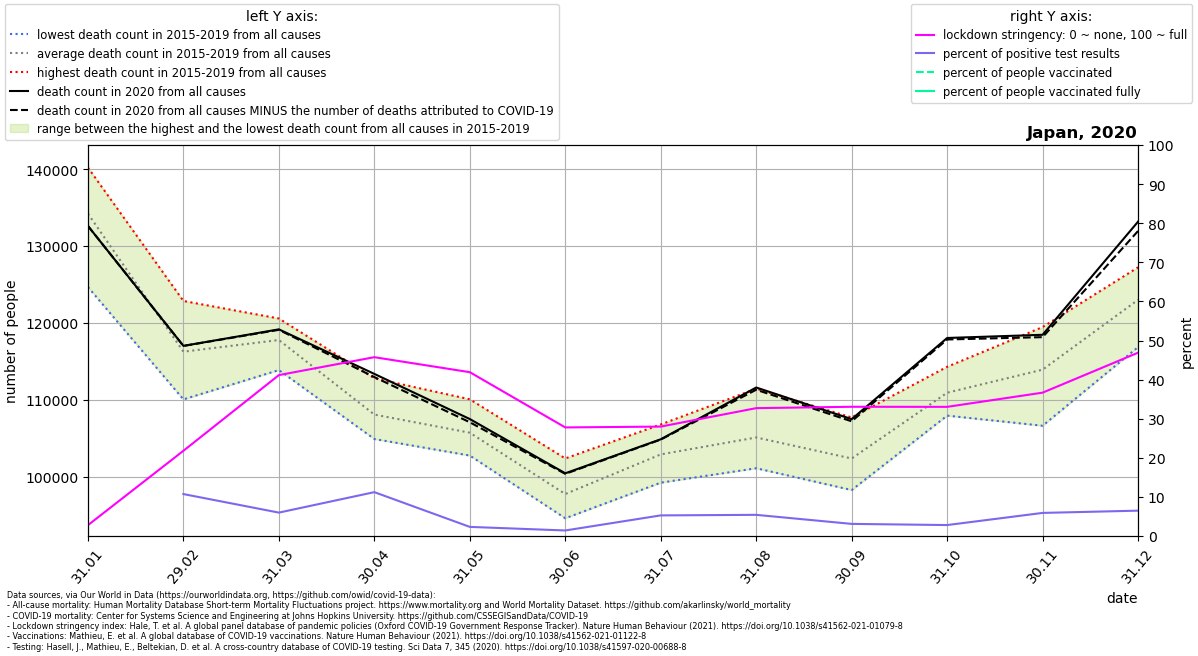 left Y axis:
lowest death count in 2015-2019 from all causes
average death count in 2015-2019 from all causes
highest death count in 2015-2019 from all causes
death count in 2020 from all causes
death count in 2020 from all causes MINUS the number of deaths attributed to COVID-19
range between the highest and the lowest death count from all causes in 2015-2019
right Y axis:
lockdown stringency: 0 ~ none, 100 ~ full
percent of positive test results
percent of people vaccinated
percent of people vaccinated fully
Japan, 2020
number of people
140000
130000
120000
110000
100000
100
90
80
70
60
50
40
30
20
10
0
percent
31.01
29.02
31.03
30.04
31.05
30.06
31.07
31.08
30.09
31.10
30.11
31.12
date
Data sources, via Our World in Data (https://ourworldindata.org, https://github.com/owid/covid-19-data):
- All-cause mortality: Human Mortality Database Short-term Mortality Fluctuations project. https://www.mortality.org and World Mortality Dataset. https://github.com/akarlinsky/world_mortality
- COVID-19 mortality: Center for Systems Science and Engineering at Johns Hopkins University. https://github.com/CSSEGISandData/COVID-19
- Lockdown stringency index: Hale, T. et al. A global panel database of pandemic policies (Oxford COVID-19 Government Response Tracker). Nature Human Behaviour (2021). https://doi.org/10.1038/s41562-021-01079-8
- Vaccinations: Mathieu, E. et al. A global database of COVID-19 vaccinations. Nature Human Behaviour (2021). https://doi.org/10.1038/s41562-021-01122-8
- Testing: Hasell, J., Mathieu, E., Beltekian, D. et al. A cross-country database of COVID-19 testing. Sci Data 7, 345 (2020). https://doi.org/10.1038/s41597-020-00688-8